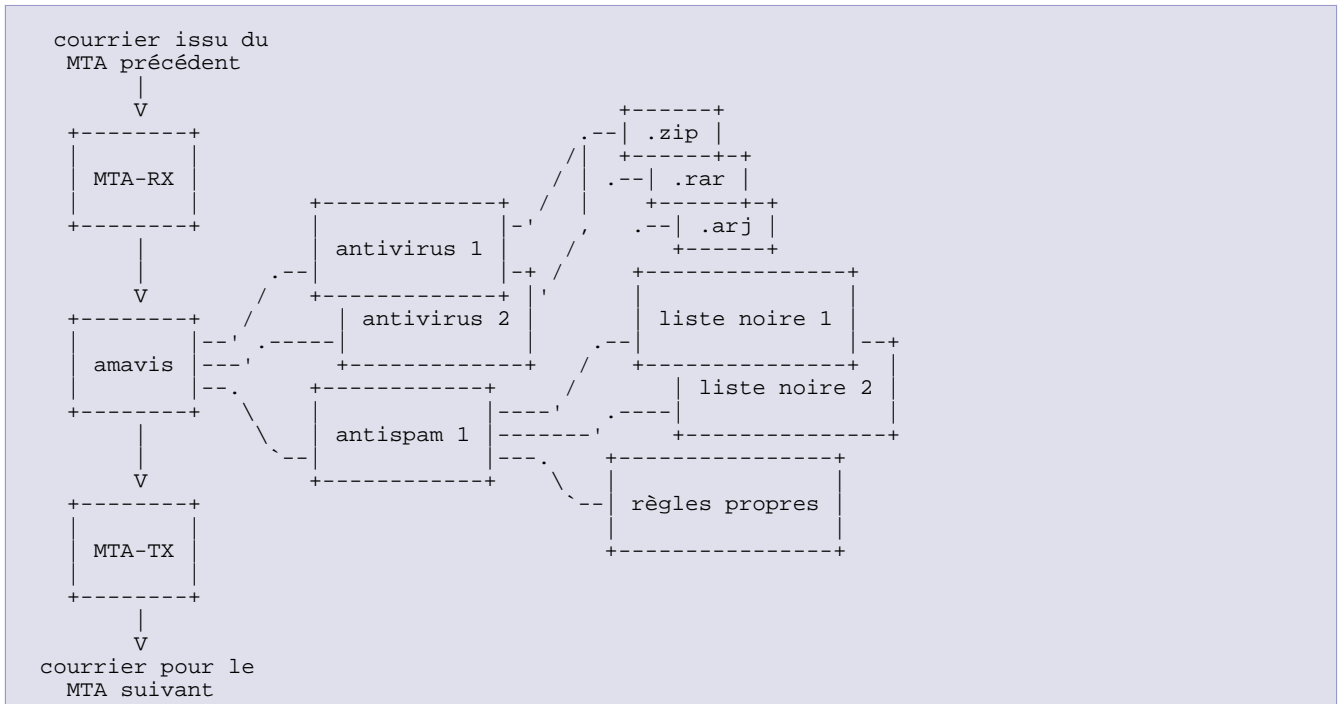 courrier issu du
MTA précédent
V
.zip
MTA-RX
.rar
.arj
antivirus 1
V
antivirus 2
liste noire 1
amavis
liste noire 2
antispam 1
V
règles propres
MTA-TX
V
courrier pour le
MTA suivant